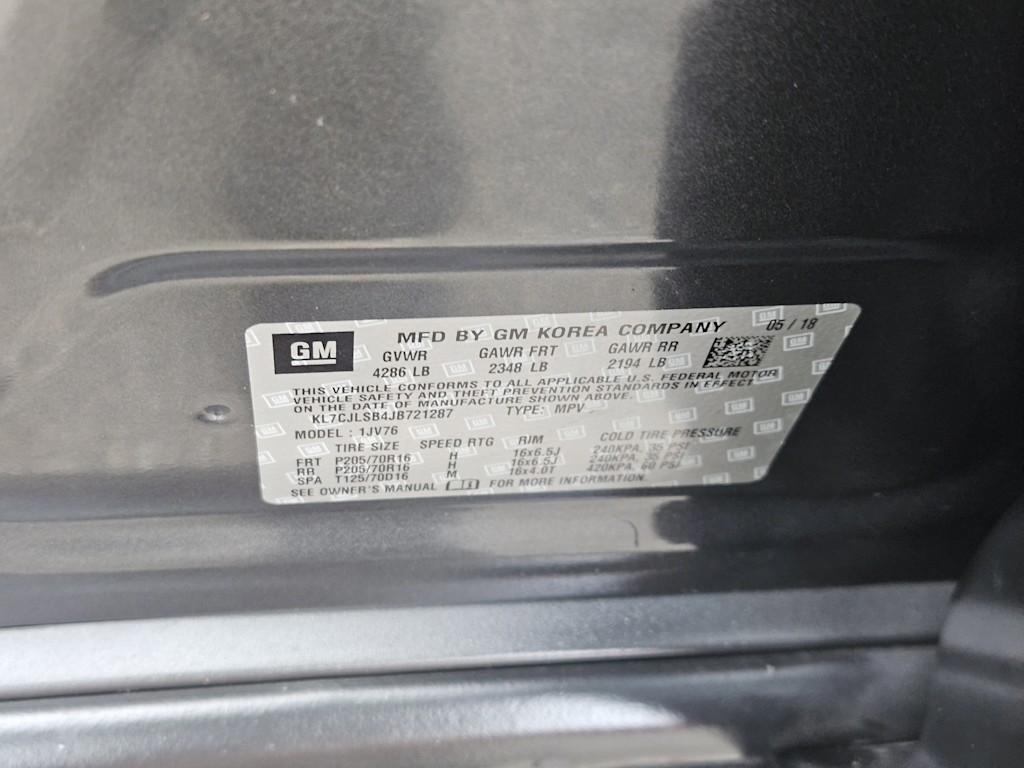 GM
MFD BY GM KOREA COMPANY 05 / 18
GVWR GAWR FRT GAWR RR
4286 LB 2348 LB 2194 LB
THIS VEHICLE CONFORMS TO ALL APPLICABLE U.S. FEDERAL MOTOR
VEHICLE SAFETY AND THEFT PREVENTION STANDARDS IN EFFECT
ON THE DATE OF MANUFACTURE SHOWN ABOVE.
KL7CJLSB4JB721287 TYPE: MPV
MODEL : 1JV76
TIRE SIZE SPEED RTG RIM COLD TIRE PRESSURE
FRT P205/70R16 H 16x6.5J 240KPA, 35 PSI
RR P205/70R16 H 16x6.5J 240KPA, 35 PSI
SPA T125/70D16 M 16x4.0T 420KPA, 60 PSI
SEE OWNER'S MANUAL FOR MORE INFORMATION.